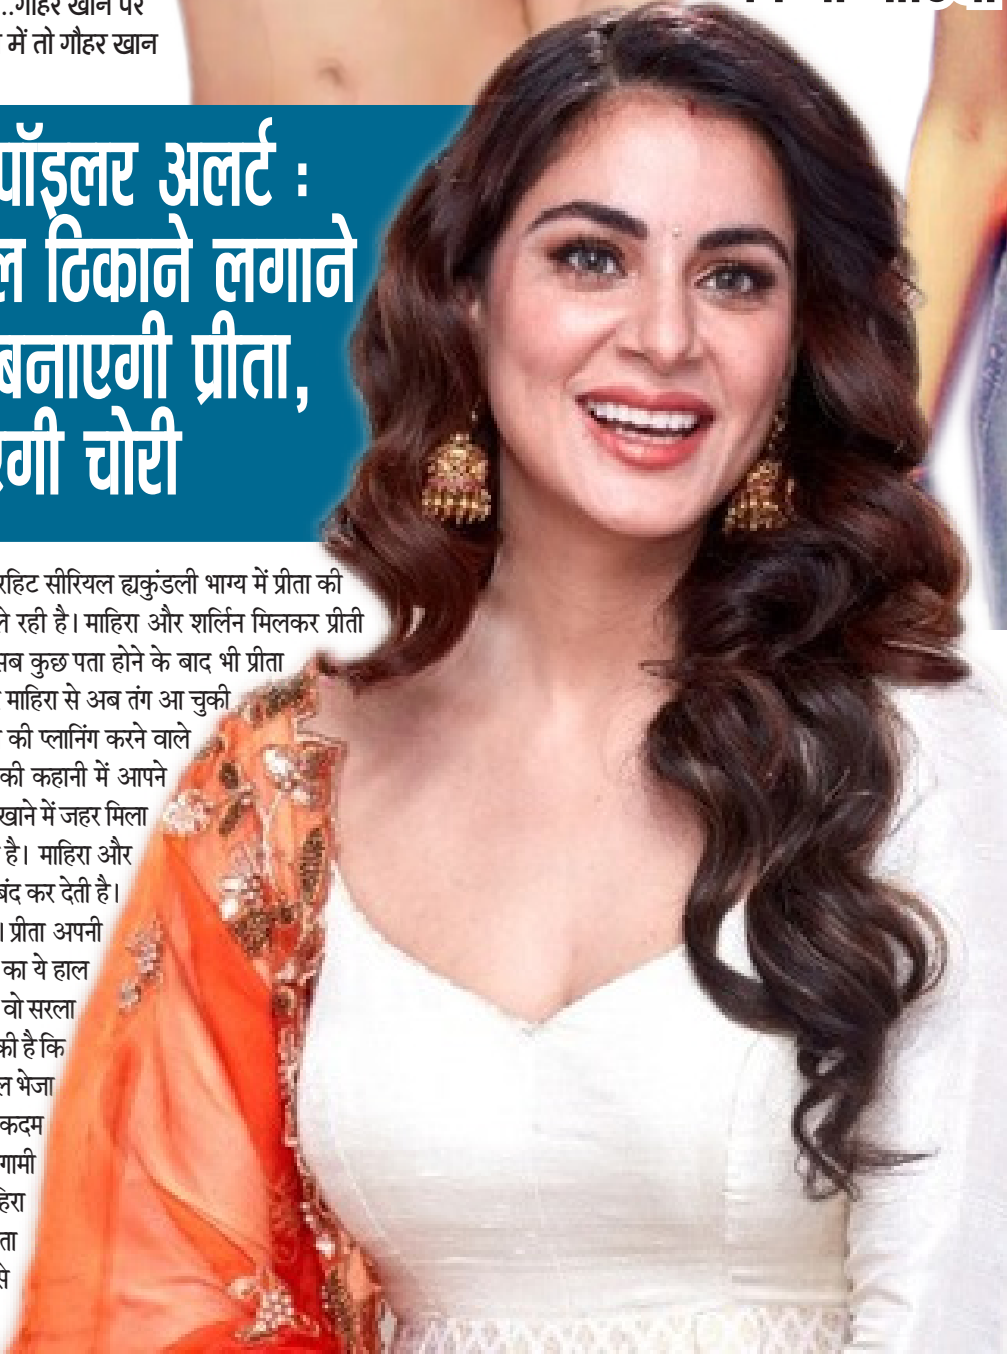 ..गौहर खान पर
में तो गौहर खान
पॉइलर अलर्ट :
ल ठिकाने लगाने
बनाएगी प्रीता,
रगी चोरी
रहिट सीरियल ह्यकुंडली भाग्य में प्रीता की
ले रही है। माहिरा और शर्लिन मिलकर प्रीती
सब कुछ पता होने के बाद भी प्रीता
माहिरा से अब तंग आ चुकी
की प्लानिंग करने वाले
की कहानी में आपने
खाने में जहर मिला
है। माहिरा और
बंद कर देती है।
। प्रीता अपनी
का ये हाल
वो सरला
की है कि
ल भेजा
कदम
गामी
हिरा
ता
से